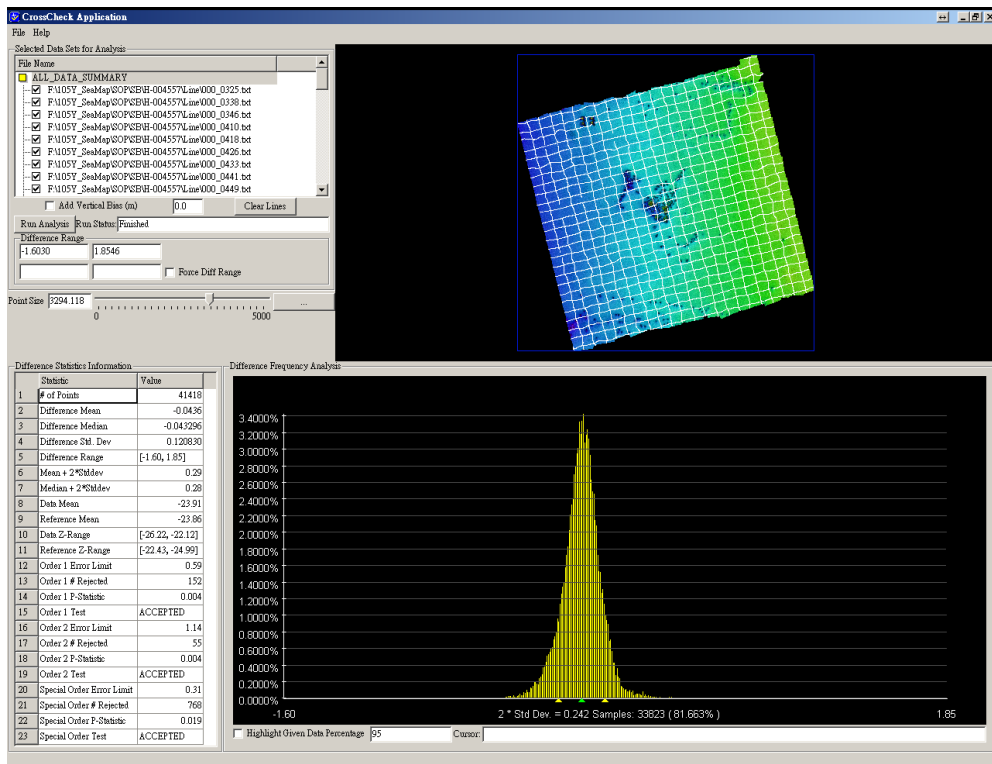 CrossCheck Application
File Help
Selected Data Sets for Analysis
File Name
ALL_DATA_SUMMARY
F:\105Y_SeaMap\SOP\SB\H-004557\Line\000_0325.txt
F:\105Y_SeaMap\SOP\SB\H-004557\Line\000_0338.txt
F:\105Y_SeaMap\SOP\SB\H-004557\Line\000_0346.txt
F:\105Y_SeaMap\SOP\SB\H-004557\Line\000_0410.txt
F:\105Y_SeaMap\SOP\SB\H-004557\Line\000_0418.txt
F:\105Y_SeaMap\SOP\SB\H-004557\Line\000_0426.txt
F:\105Y_SeaMap\SOP\SB\H-004557\Line\000_0433.txt
F:\105Y_SeaMap\SOP\SB\H-004557\Line\000_0441.txt
F:\105Y_SeaMap\SOP\SB\H-004557\Line\000_0449.txt
Add Vertical Bias (m) 0.0 Clear Lines
Run Analysis Run Status: Finished
Difference Range
-1.6030 1.8546
Force Diff Range
Point Size 3294.118 ...
0 5000
Difference Statistics Information
Statistic Value
1 # of Points 41418
2 Difference Mean -0.0436
3 Difference Median -0.043296
4 Difference Std. Dev 0.120830
5 Difference Range [-1.60, 1.85]
6 Mean + 2*Stddev 0.29
7 Median + 2*Stddev 0.28
8 Data Mean -23.91
9 Reference Mean -23.86
10 Data Z-Range [-26.22, -22.12]
11 Reference Z-Range [-22.43, -24.99]
12 Order 1 Error Limit 0.59
13 Order 1 # Rejected 152
14 Order 1 P-Statistic 0.004
15 Order 1 Test ACCEPTED
16 Order 2 Error Limit 1.14
17 Order 2 # Rejected 55
18 Order 2 P-Statistic 0.004
19 Order 2 Test ACCEPTED
20 Special Order Error Limit 0.31
21 Special Order # Rejected 768
22 Special Order P-Statistic 0.019
23 Special Order Test ACCEPTED
Difference Frequency Analysis
3.4000%
3.2000%
3.0000%
2.8000%
2.6000%
2.4000%
2.2000%
2.0000%
1.8000%
1.6000%
1.4000%
1.2000%
1.0000%
0.8000%
0.6000%
0.4000%
0.2000%
0.0000%
-1.60 2 * Std Dev. = 0.242 Samples: 33823 ( 81.663% ) 1.85
Highlight Given Data Percentage 95 Cursor: